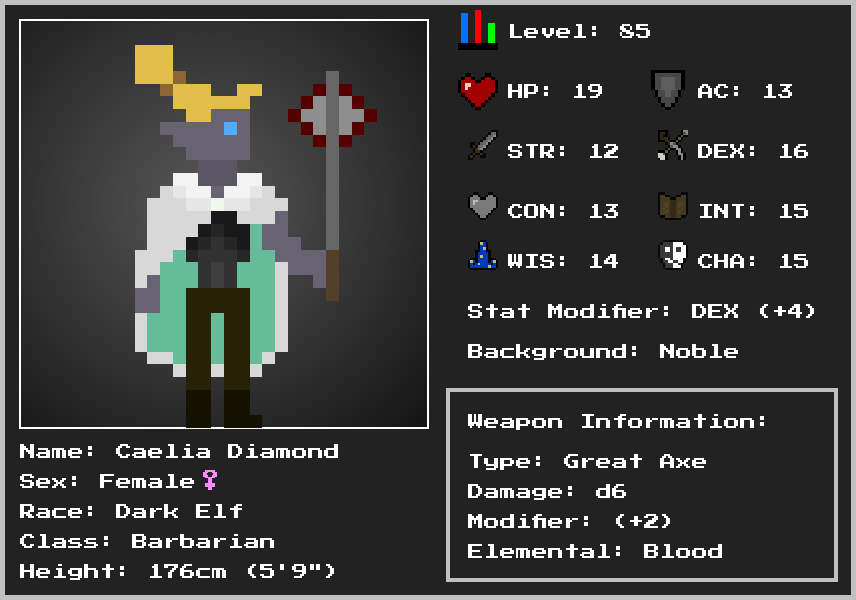 Level: 85
HP: 19
AC: 13
STR: 12
DEX: 16
CON: 13
INT: 15
WIS: 14
CHA: 15
Stat Modifier: DEX (+4)
Background: Noble
Weapon Information:
Type: Great Axe
Damage: d6
Modifier: (+2)
Elemental: Blood
Name: Caelia Diamond
Sex: Female♀
Race: Dark Elf
Class: Barbarian
Height: 176cm (5'9")